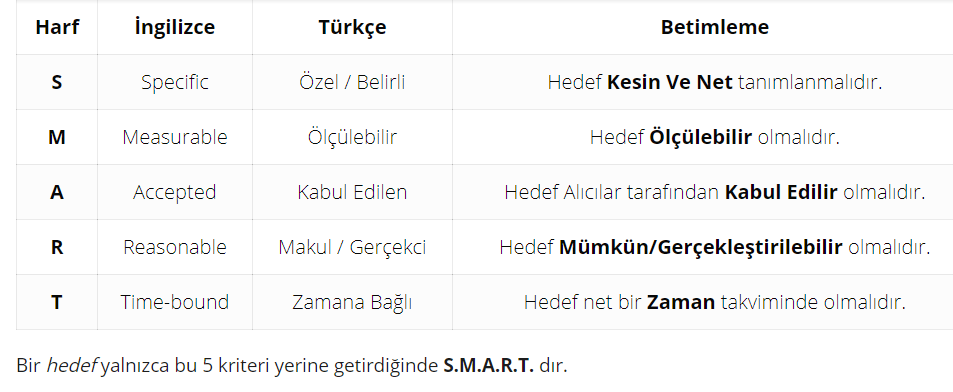 Harf İngilizce Türkçe Betimleme
S Specific Özel / Belirli Hedef Kesin Ve Net tanımlanmalıdır.
M Measurable Ölçülebilir Hedef Ölçülebilir olmalıdır.
A Accepted Kabul Edilen Hedef Alıcılar tarafından Kabul Edilir olmalıdır.
R Reasonable Makul / Gerçekci Hedef Mümkün/Gerçekleştirilebilir olmalıdır.
T Time-bound Zamana Bağlı Hedef net bir Zaman takviminde olmalıdır.
Bir hedef yalnızca bu 5 kriteri yerine getirdiğinde S.M.A.R.T. dır.